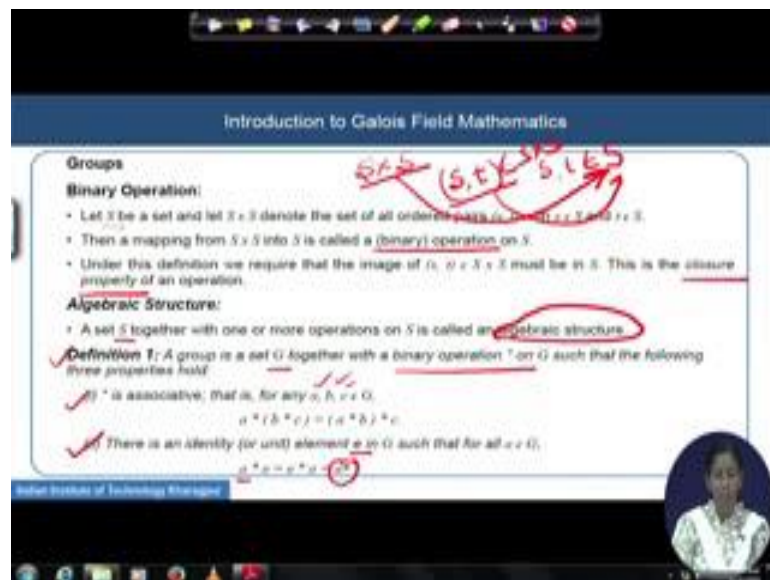 Introduction to Galois Field Mathematics
S × S (s, t) s, t ∈ S
Groups
Binary Operation:
• Let S be a set and let S × S denote the set of all ordered pairs
• Then a mapping from S × S into S is called a (binary) operation on S.
• Under this definition we require that the image of (s, t) ∈ S × S must be in S. This is the closure
property of an operation.
Algebraic Structure:
• A set S together with one or more operations on S is called an algebraic structure
Definition 1: A group is a set G together with a binary operation * on G such that the following
three properties hold
(i) * is associative; that is, for any a, b, c ∈ G,
a * (b * c) = (a * b) * c
There is an identity (or unit) element e in G such that for all a ∈ G,
a * e = e * a =
Indian Institute of Technology Kharagpur